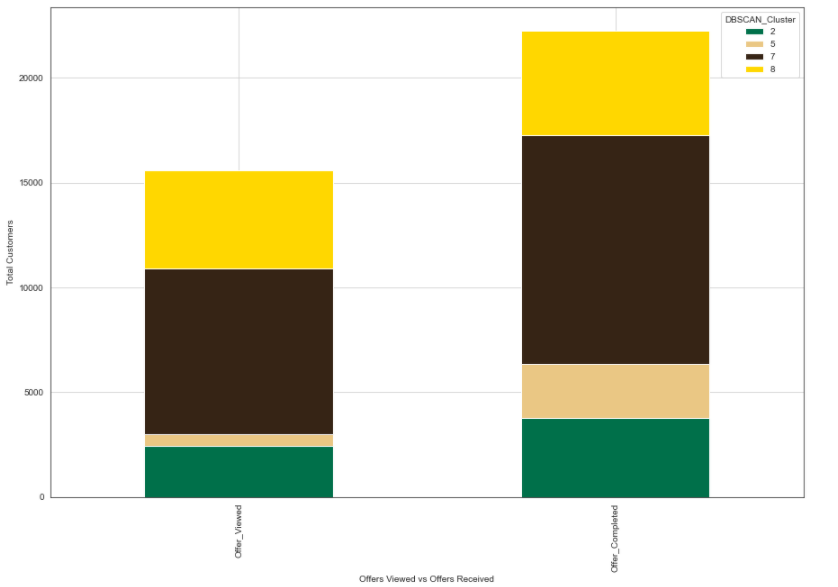 DBSCAN_Cluster
2
5
7
8
20000
15000
10000
5000
0
Total Customers
Offer_Viewed
Offer_Completed
Offers Viewed vs Offers Received